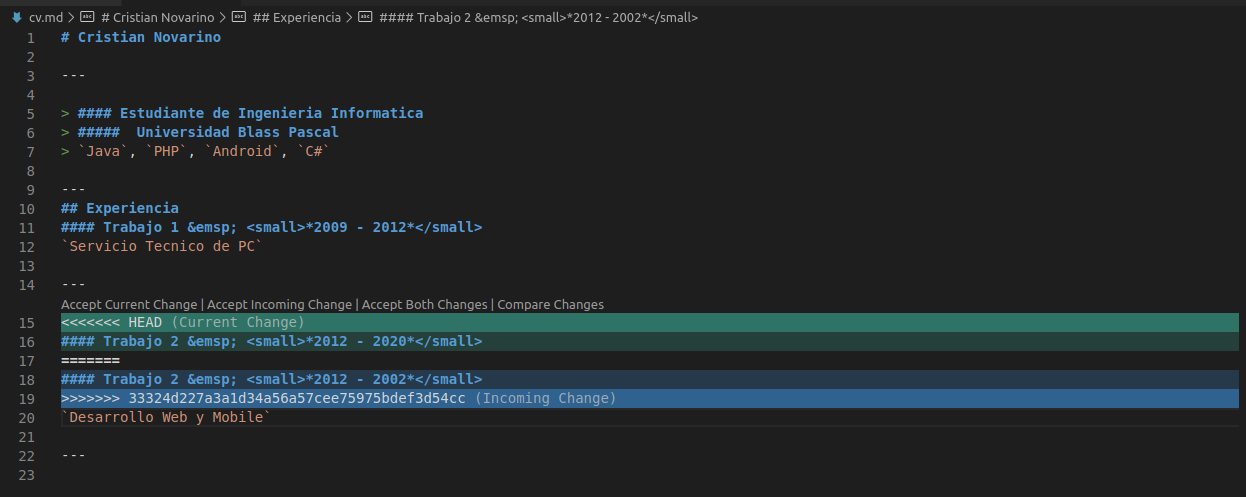 cv.md > # Cristian Novarino > ## Experiencia > #### Trabajo 2 &emsp; <small>*2012 - 2002*</small>
1 # Cristian Novarino
2
3 ---
4
5 > #### Estudiante de Ingenieria Informatica
6 > #####  Universidad Blass Pascal
7 > `Java`, `PHP`, `Android`, `C#`
8
9 ---
10 ## Experiencia
11 #### Trabajo 1 &emsp; <small>*2009 - 2012*</small>
12 `Servicio Tecnico de PC`
13
14 ---
Accept Current Change | Accept Incoming Change | Accept Both Changes | Compare Changes
15 <<<<<<< HEAD (Current Change)
16 #### Trabajo 2 &emsp; <small>*2012 - 2020*</small>
17 =======
18 #### Trabajo 2 &emsp; <small>*2012 - 2002*</small>
19 >>>>>>> 33324d227a3a1d34a56a57cee75975bdef3d54cc (Incoming Change)
20 `Desarrollo Web y Mobile`
21
22 ---
23